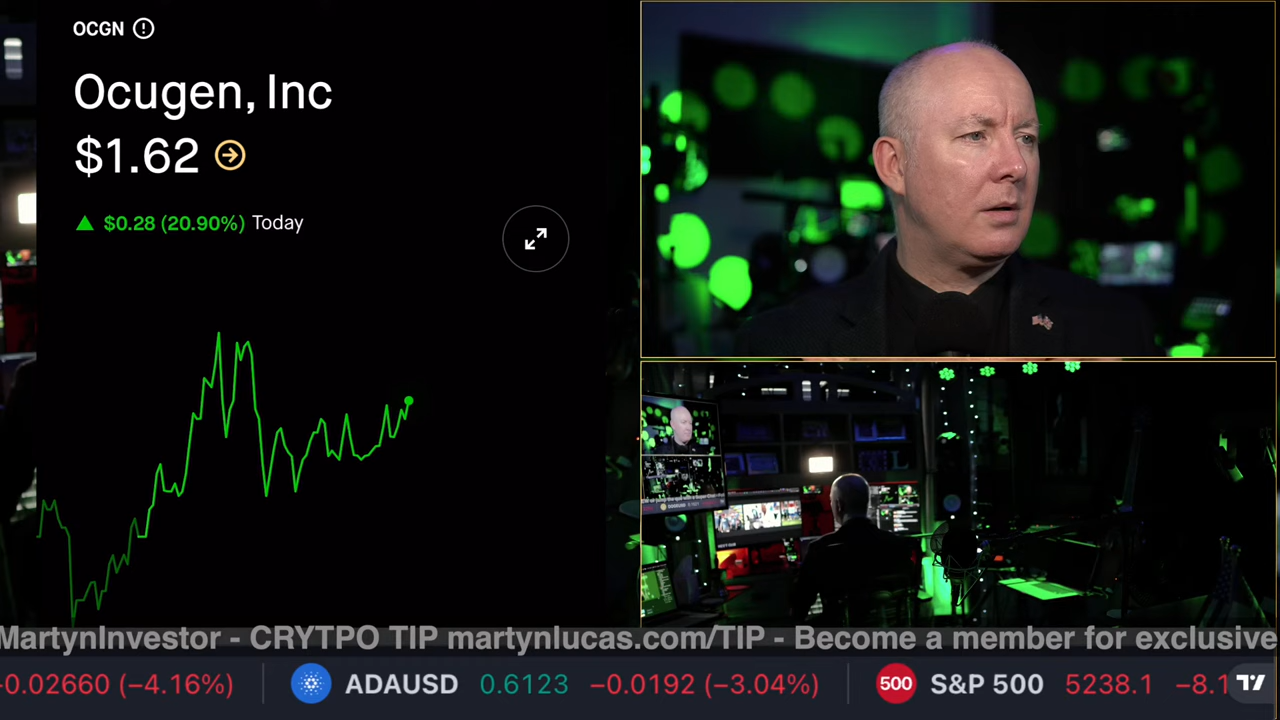 OCGN
Ocugen, Inc
$1.62
$0.28 (20.90%) Today
MartynInvestor - CRYTPO TIP martynlucas.com/TIP - Become a member for exclusive
-0.02660 (−4.16%) ADAUSD 0.6123 −0.0192 (−3.04%) 500 S&P 500 5238.1 −8.1